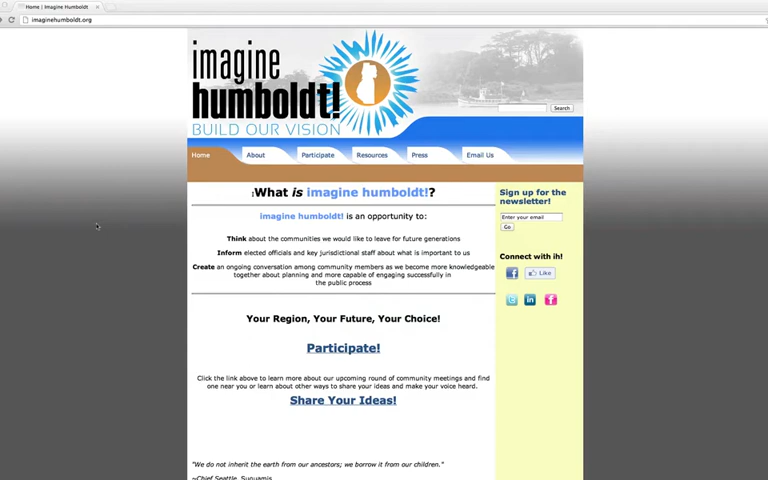 Home | Imagine Humboldt
imaginehumboldt.org
imagine
humboldt!
BUILD OUR VISION
Search
Home
About
Participate
Resources
Press
Email Us
What is imagine humboldt!?
imagine humboldt! is an opportunity to:
Think about the communities we would like to leave for future generations
Inform elected officials and key jurisdictional staff about what is important to us
Create an ongoing conversation among community members as we become more knowledgeable
together about planning and more capable of engaging successfully in
the public process
Your Region, Your Future, Your Choice!
Participate!
Click the link above to learn more about our upcoming round of community meetings and find
one near you or learn about other ways to share your ideas and make your voice heard.
Share Your Ideas!
"We do not inherit the earth from our ancestors; we borrow it from our children."
~Chief Seattle, Suquamis
Sign up for the
newsletter!
Enter your email
Go
Connect with ih!
f
Like
t
in
f